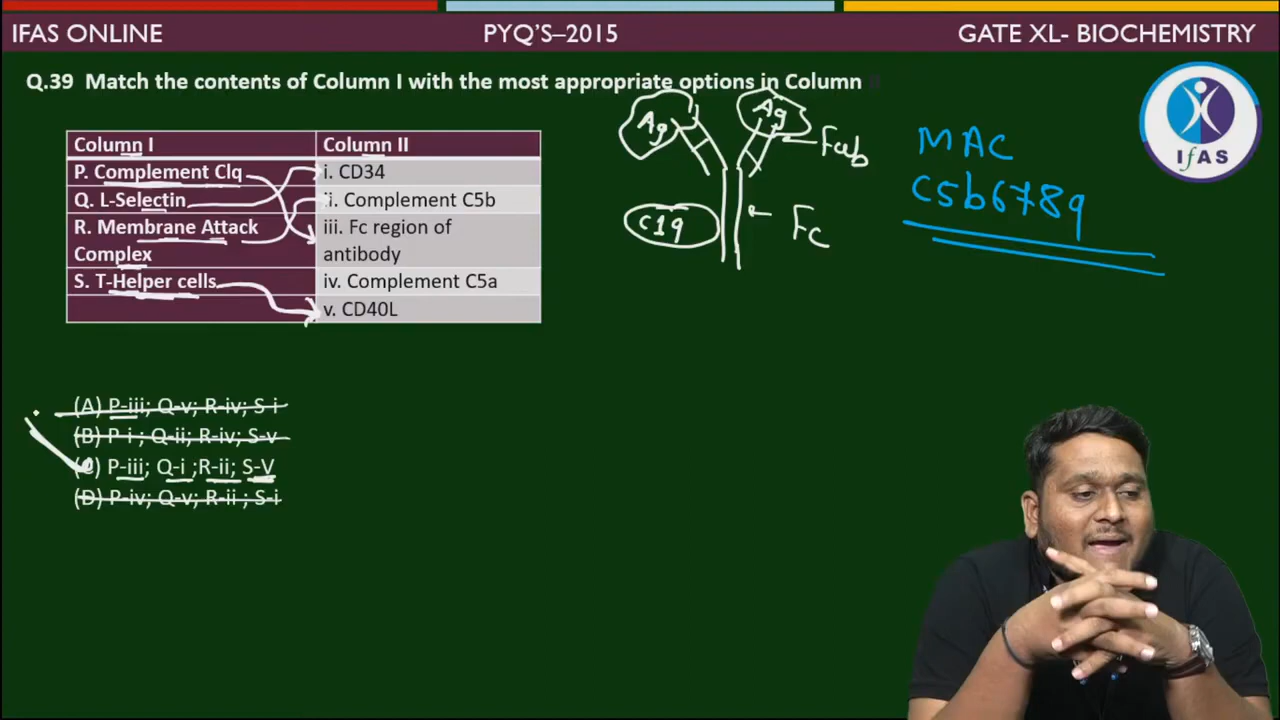 IFAS ONLINE PYQ'S–2015 GATE XL- BIOCHEMISTRY
Q.39 Match the contents of Column I with the most appropriate options in Column II
Column I Column II
P. Complement Clq i. CD34
Q. L-Selectin ii. Complement C5b
R. Membrane Attack Complex iii. Fc region of antibody
S. T-Helper cells iv. Complement C5a
v. CD40L
(A) P-iii; Q-v; R-iv; S-i
(B) P-i ; Q-ii; R-iv; S-v
(C) P-iii; Q-i ;R-ii; S-V
(D) P-iv; Q-v; R-ii ; S-i
Ag Ag
Fab
C1q Fc
MAC
C5b6789
IFAS